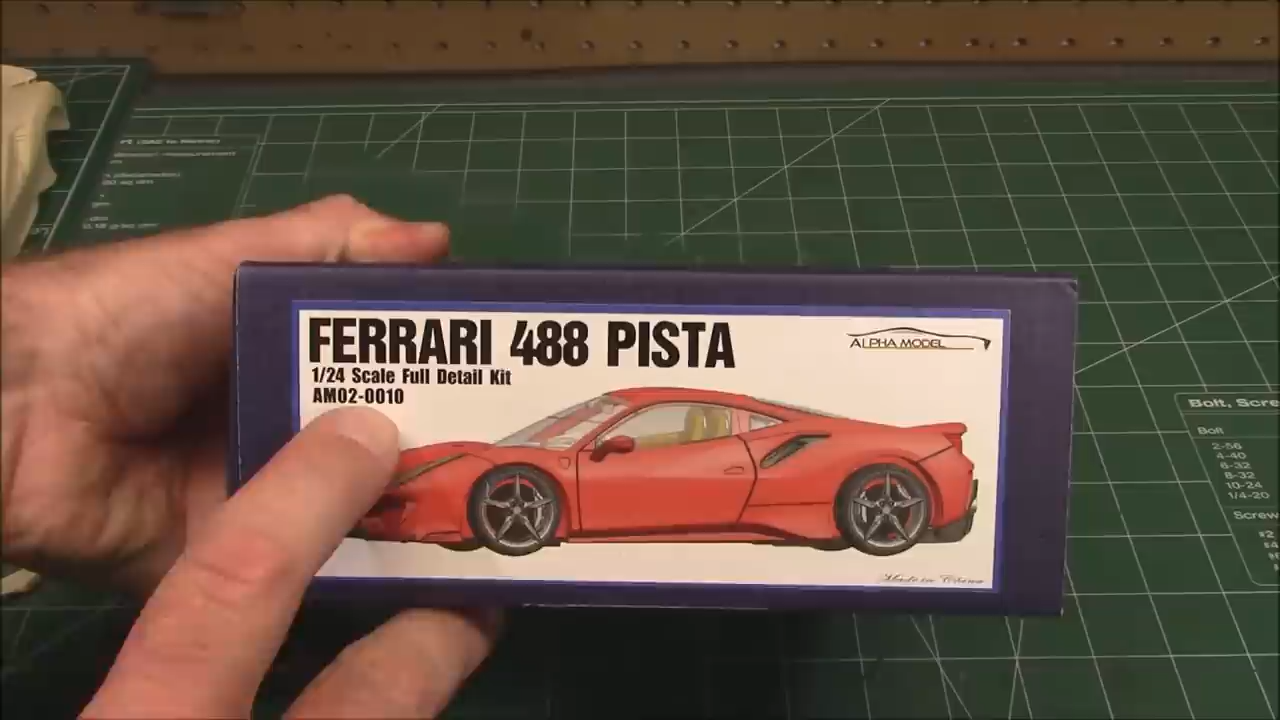 FERRARI 488 PISTA
1/24 Scale Full Detail Kit
AM02-0010
ALPHA MODEL
Made in China
Bolt, Scre
Bolt
2-56
4-40
6-32
8-32
10-24
1/4-20
Screw